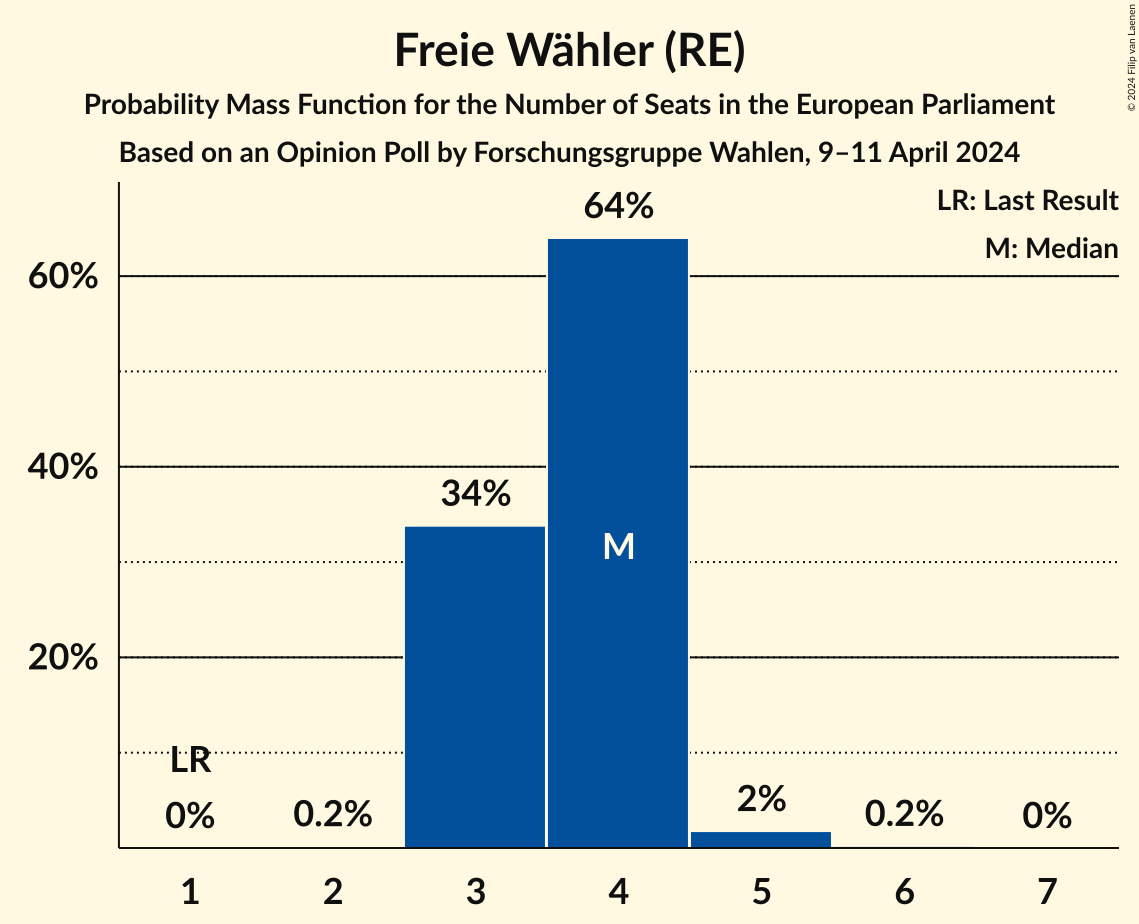 Freie Wähler (RE)
Probability Mass Function for the Number of Seats in the European Parliament
Based on an Opinion Poll by Forschungsgruppe Wahlen, 9–11 April 2024
© 2024 Filip van Laenen
LR: Last Result
M: Median
64%
60%
40%
34%
M
20%
LR
0%
0.2%
2%
0.2%
0%
1 2 3 4 5 6 7